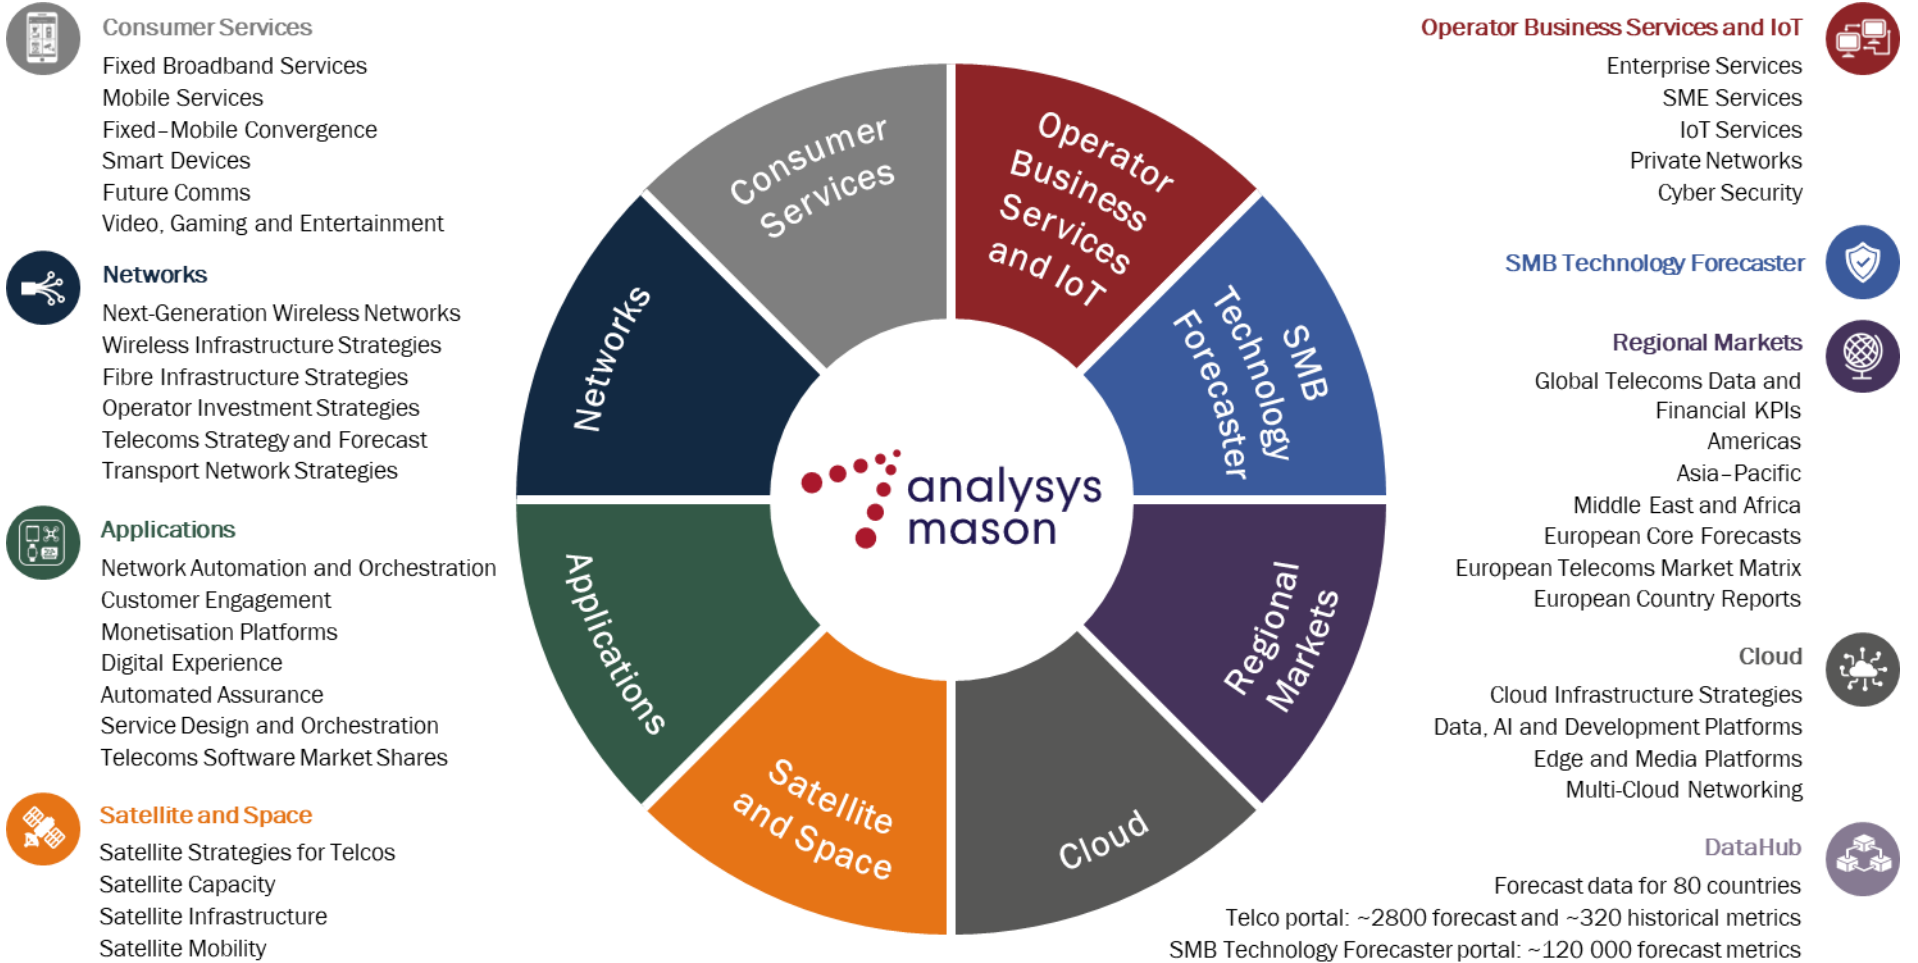 Consumer Services
Fixed Broadband Services
Mobile Services
Fixed–Mobile Convergence
Smart Devices
Future Comms
Video, Gaming and Entertainment
Networks
Next-Generation Wireless Networks
Wireless Infrastructure Strategies
Fibre Infrastructure Strategies
Operator Investment Strategies
Telecoms Strategy and Forecast
Transport Network Strategies
Applications
Network Automation and Orchestration
Customer Engagement
Monetisation Platforms
Digital Experience
Automated Assurance
Service Design and Orchestration
Telecoms Software Market Shares
Satellite and Space
Satellite Strategies for Telcos
Satellite Capacity
Satellite Infrastructure
Satellite Mobility
Consumer
Services
Operator
Business
Services
and IoT
SMB
Technology
Forecaster
Regional
Markets
Cloud
Satellite
and Space
Applications
Networks
analysys
mason
Operator Business Services and IoT
Enterprise Services
SME Services
IoT Services
Private Networks
Cyber Security
SMB Technology Forecaster
Regional Markets
Global Telecoms Data and
Financial KPIs
Americas
Asia–Pacific
Middle East and Africa
European Core Forecasts
European Telecoms Market Matrix
European Country Reports
Cloud
Cloud Infrastructure Strategies
Data, AI and Development Platforms
Edge and Media Platforms
Multi-Cloud Networking
DataHub
Forecast data for 80 countries
Telco portal: ~2800 forecast and ~320 historical metrics
SMB Technology Forecaster portal: ~120 000 forecast metrics